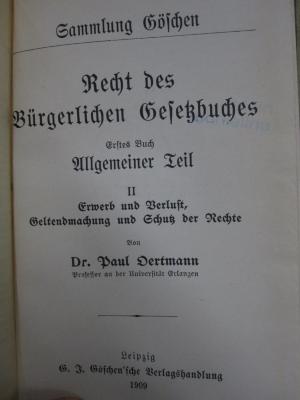 Sammlung Göschen
Recht des
Bürgerlichen Gesetzbuches
Erstes Buch
Allgemeiner Teil
II
Erwerb und Verlust,
Geltendmachung und Schutz der Rechte
Von
Dr. Paul Oertmann
Professor an der Universität Erlangen
Leipzig
G. J. Göschen'sche Verlagshandlung
1909